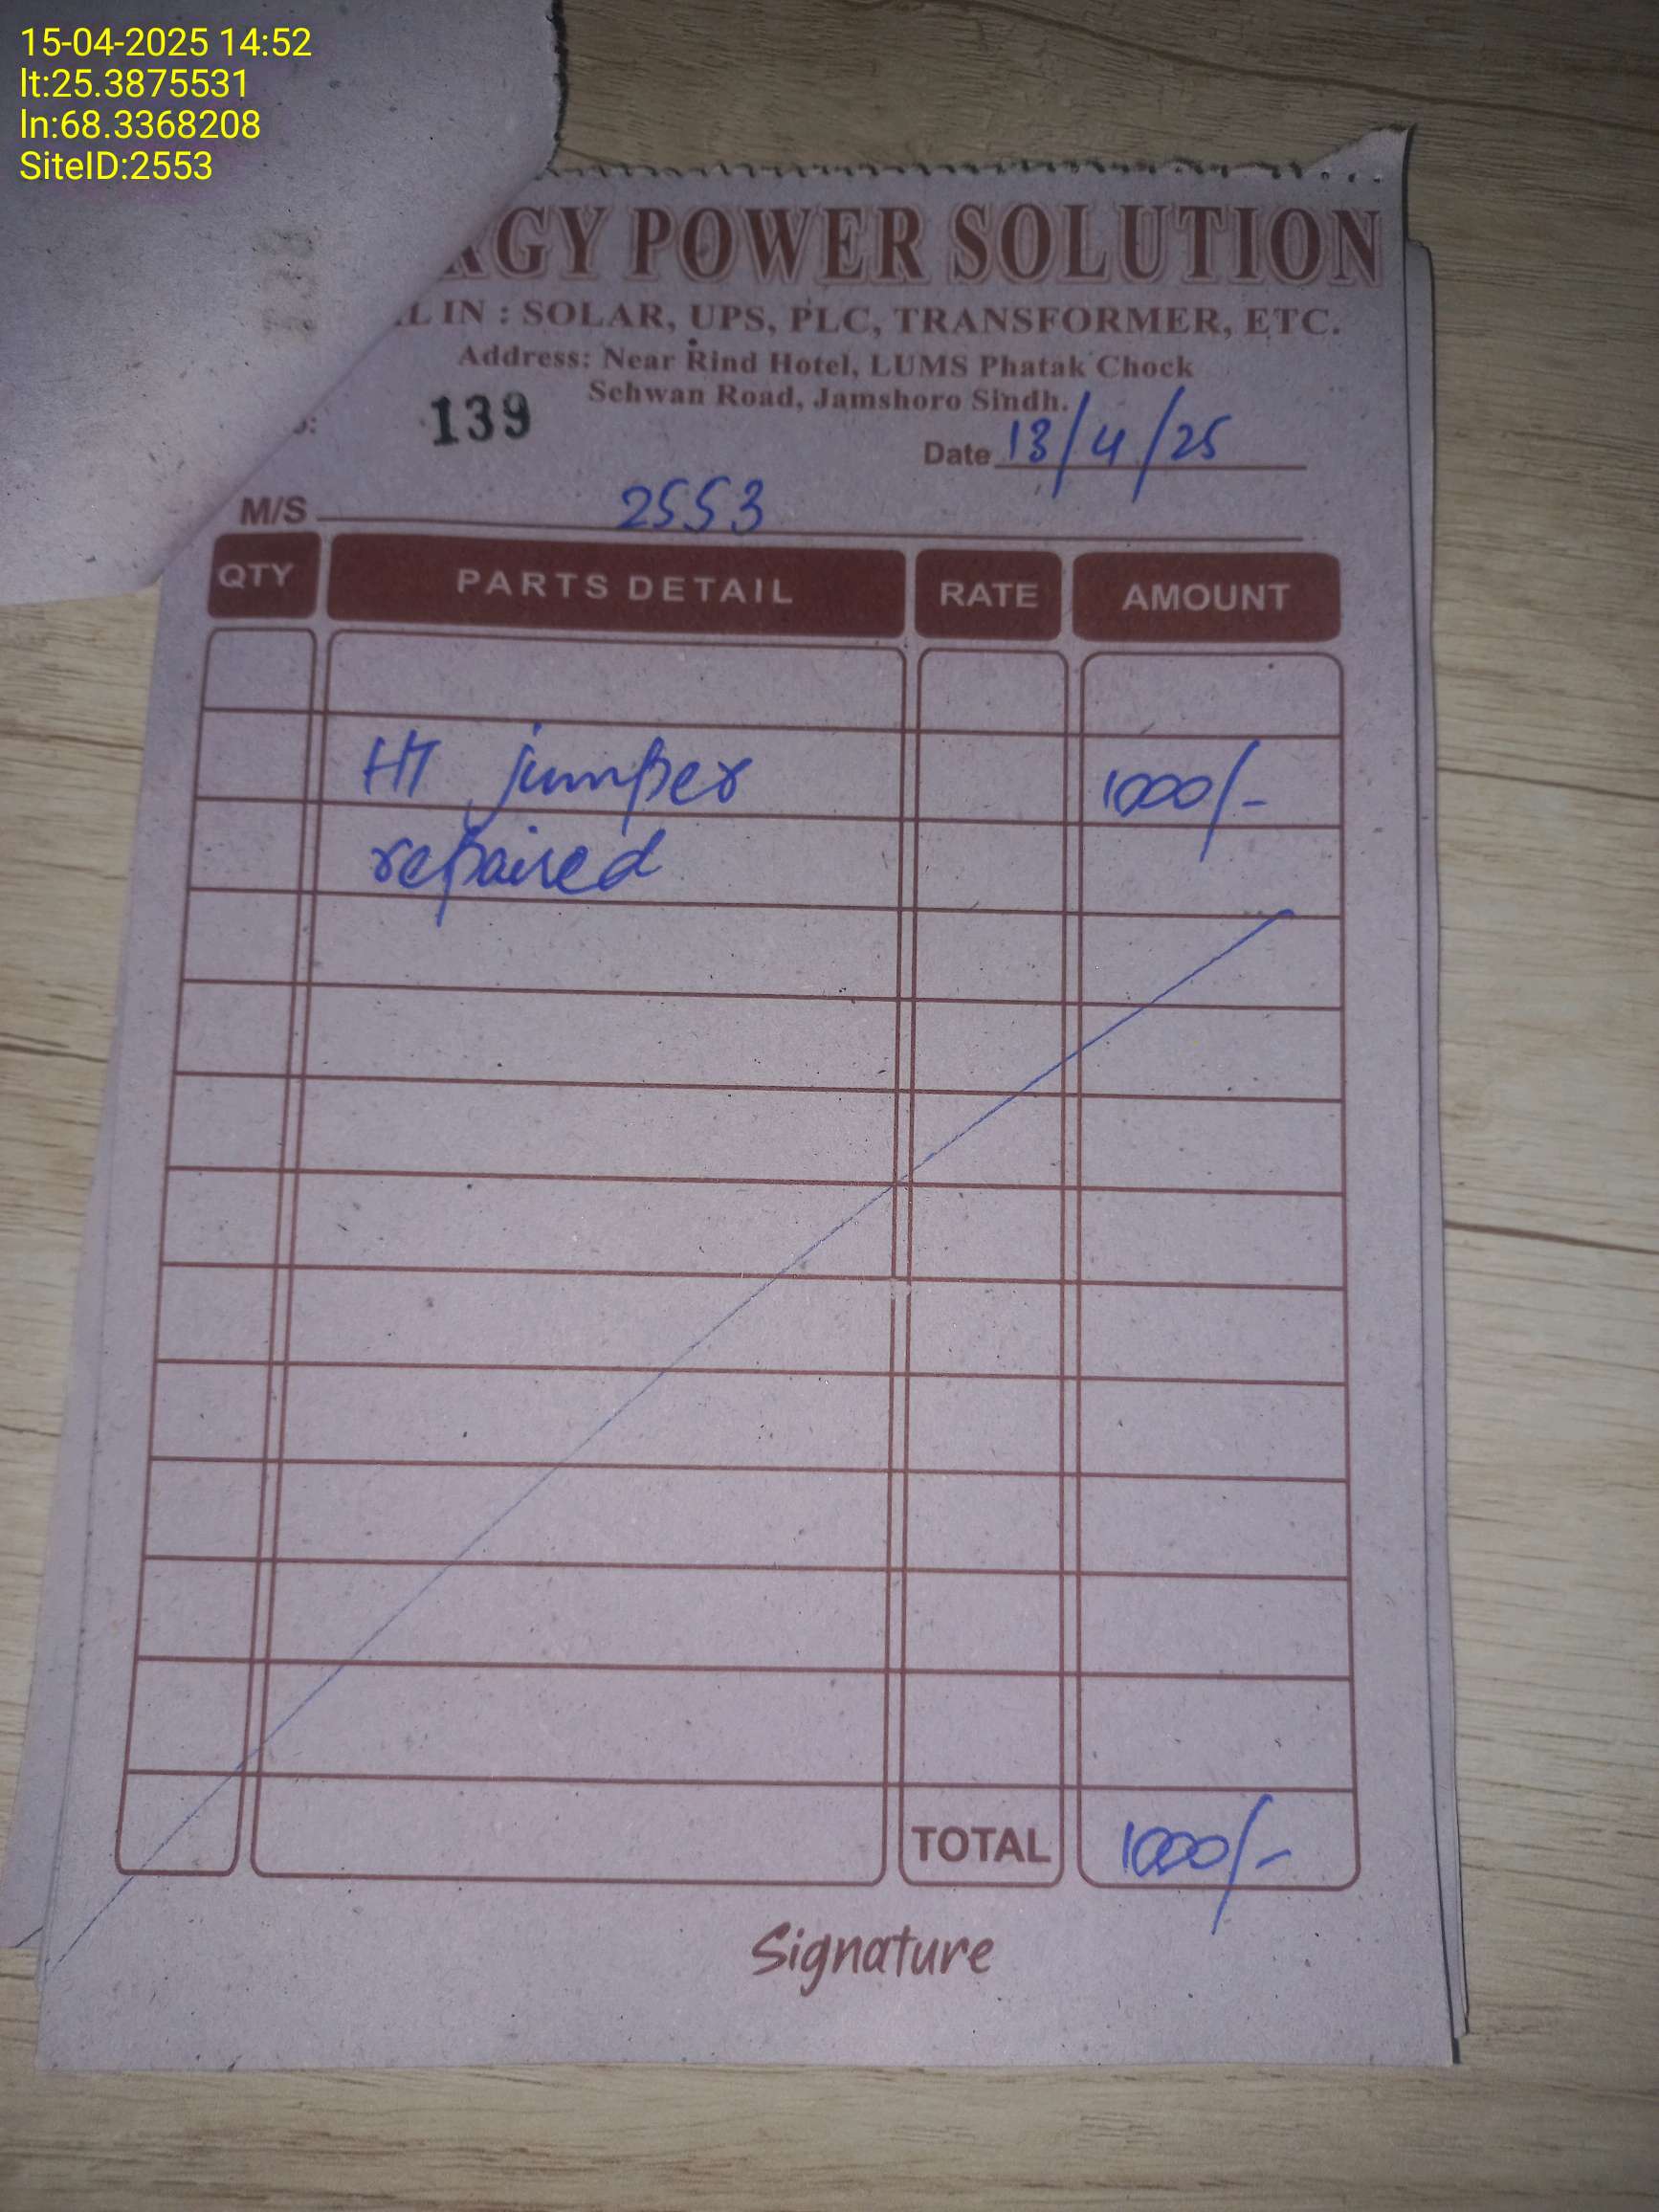 15-04-2025 14:52
lt:25.3875531
ln:68.3368208
SiteID:2553
RGY POWER SOLUTION
L IN : SOLAR, UPS, PLC, TRANSFORMER, ETC.
Address: Near Rind Hotel, LUMS Phatak Chock
Sehwan Road, Jamshoro Sindh.
139
Date 13/4/25
M/S 2553
QTY PARTS DETAIL RATE AMOUNT
HT jumper 1000/-
repaired
TOTAL 1000/-
Signature